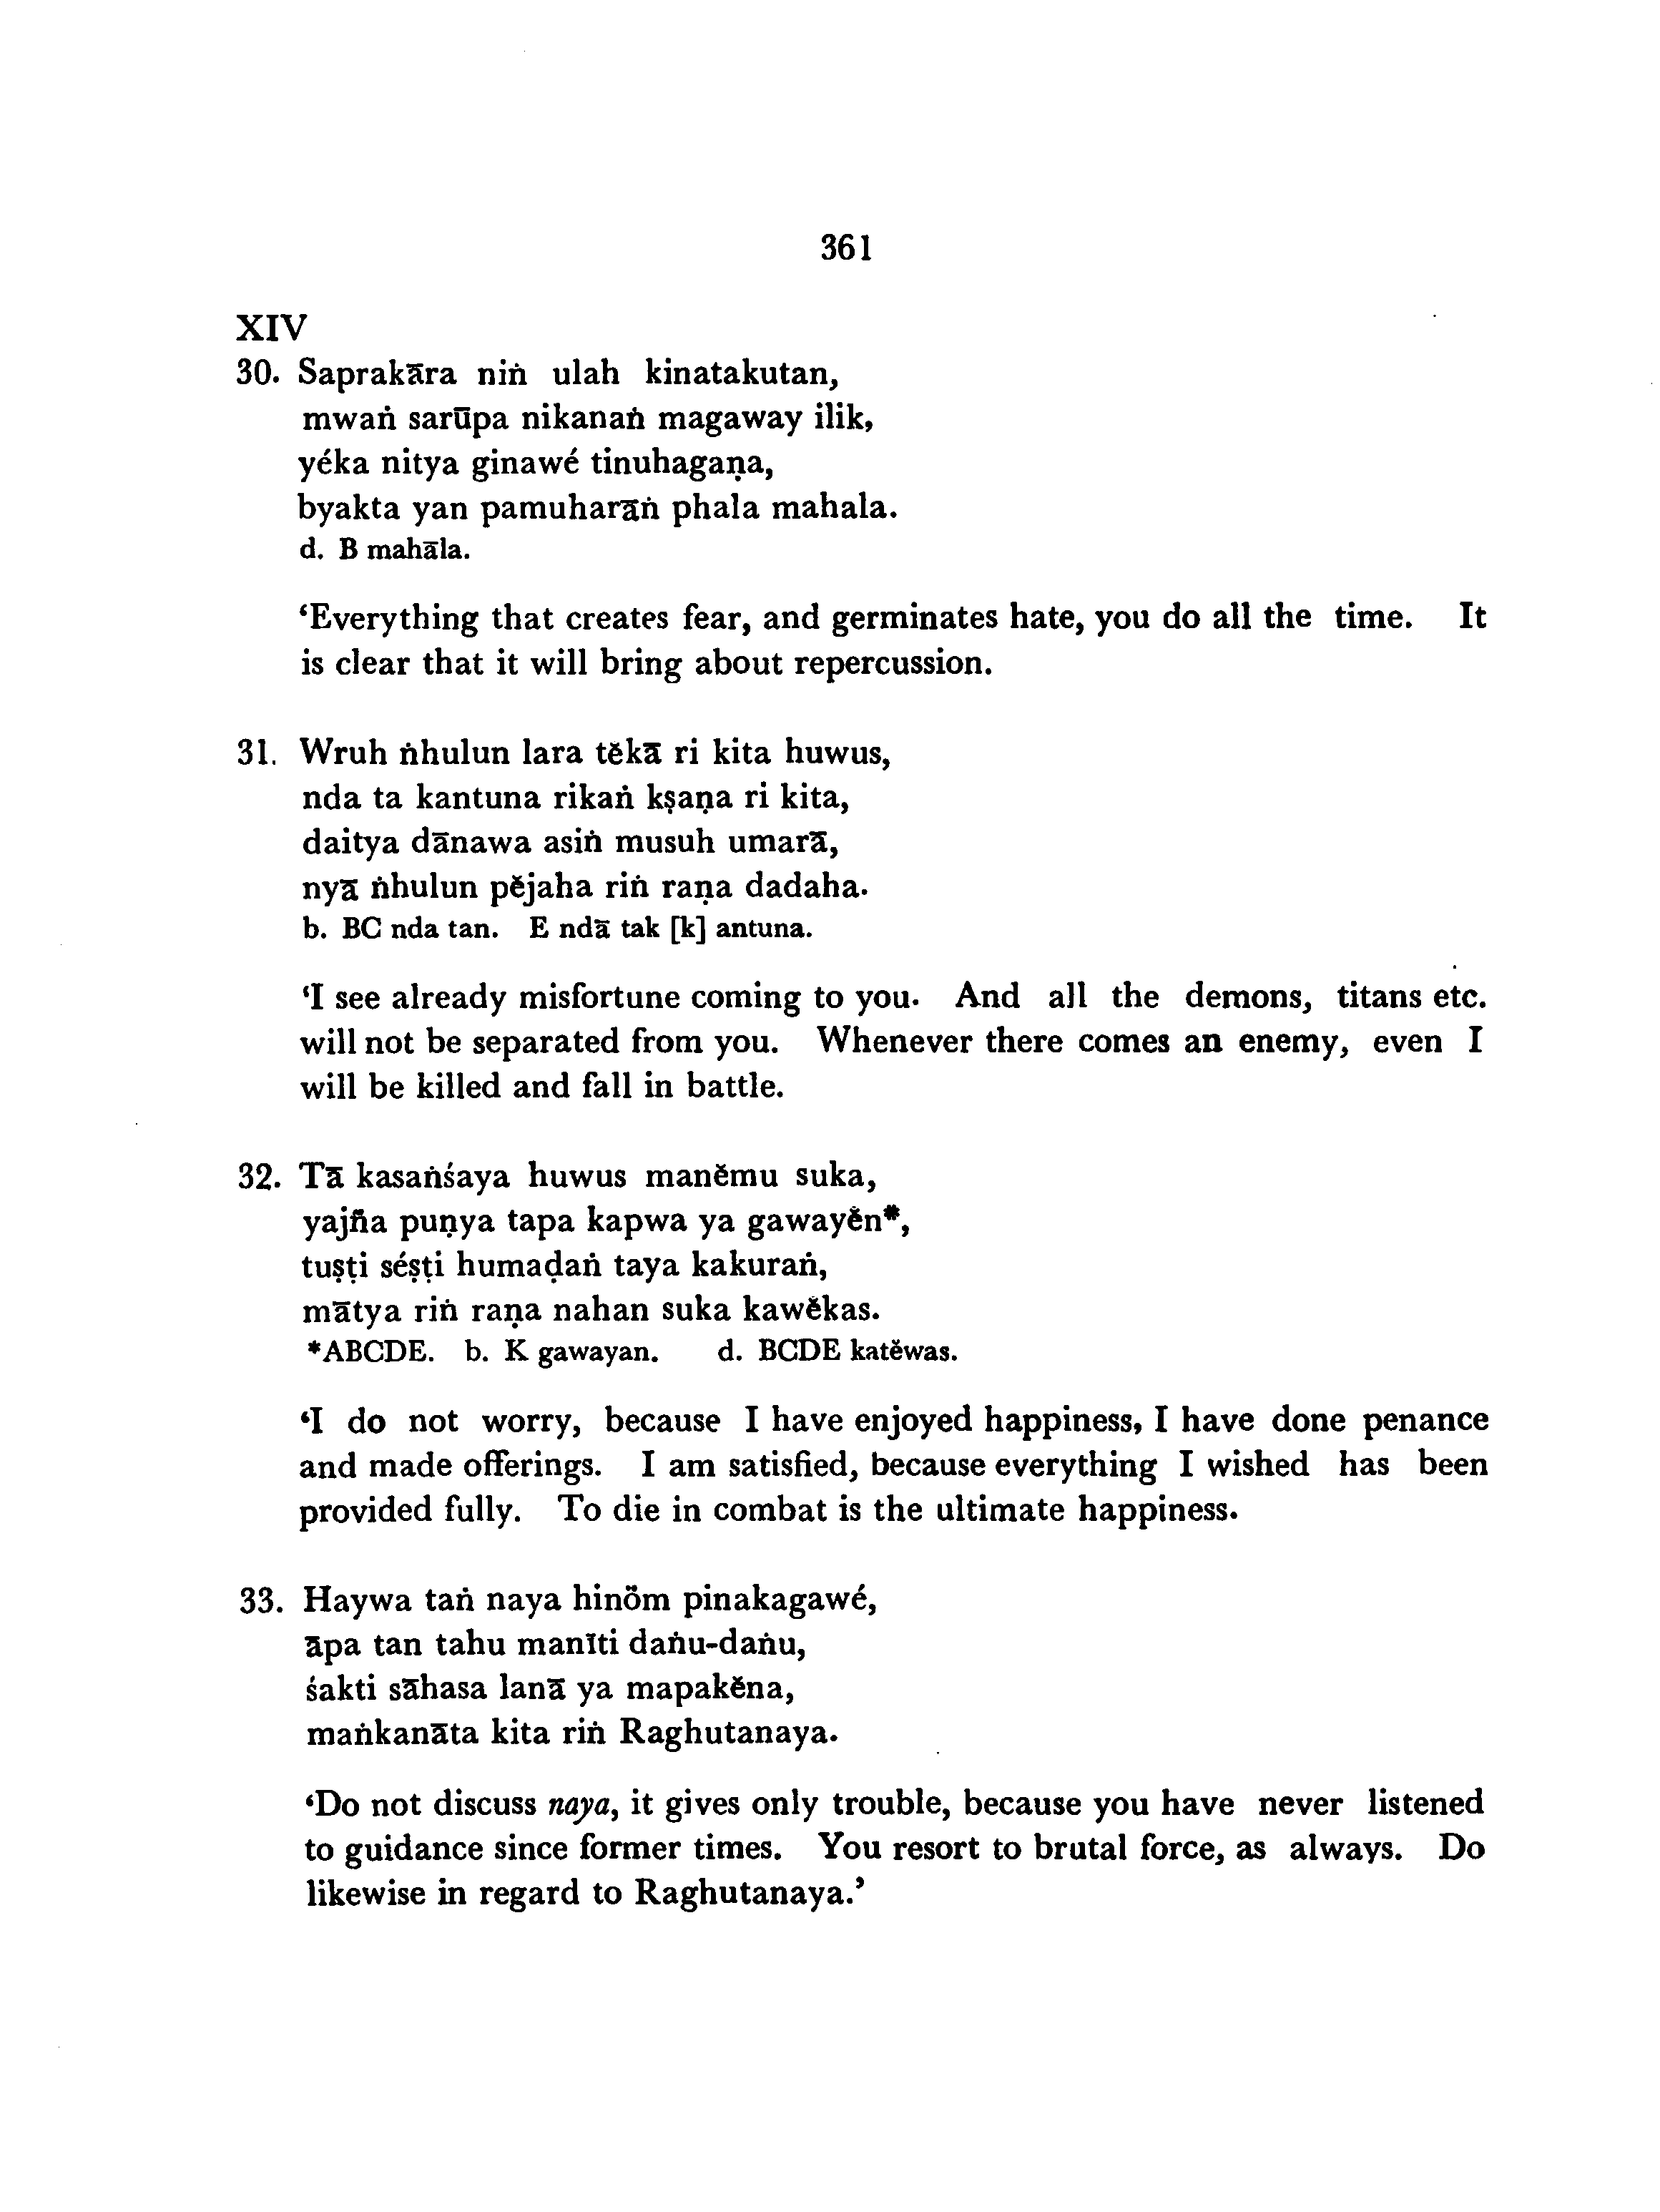 361
XIV
30. Saprakāra niṅ ulah kinatakutan,
mwaṅ sarūpa nikanaṅ magaway ilik,
yéka nitya ginawé tinuhagaṇa,
byakta yan pamuharāṅ phala mahala.
d. B mahāla.
‘Everything that creates fear, and germinates hate, you do all the time. It
is clear that it will bring about repercussion.
31. Wruh ṅhulun lara tĕkā ri kita huwus,
nda ta kantuna rikaṅ kṣaṇa ri kita,
daitya dānawa asiṅ musuh umarā,
nyā ṅhulun pĕjaha riṅ raṇa dadaha.
b. BC nda tan. E ndā tak [k] antuna.
‘I see already misfortune coming to you. And all the demons, titans etc.
will not be separated from you. Whenever there comes an enemy, even I
will be killed and fall in battle.
32. Tā kasaṅśaya huwus manĕmu suka,
yajña puṇya tapa kapwa ya gawayĕn*,
tuṣṭi séṣṭi humaḍaṅ taya kakuraṅ,
mātya riṅ raṇa nahan suka kawĕkas.
*ABCDE. b. K gawayan. d. BCDE katĕwas.
‘I do not worry, because I have enjoyed happiness, I have done penance
and made offerings. I am satisfied, because everything I wished has been
provided fully. To die in combat is the ultimate happiness.
33. Haywa taṅ naya hinöm pinakagawé,
āpa tan tahu manīti daṅu-daṅu,
śakti sāhasa lanā ya mapakĕna,
maṅkanāta kita riṅ Raghutanaya.
‘Do not discuss naya, it gives only trouble, because you have never listened
to guidance since former times. You resort to brutal force, as always. Do
likewise in regard to Raghutanaya.’